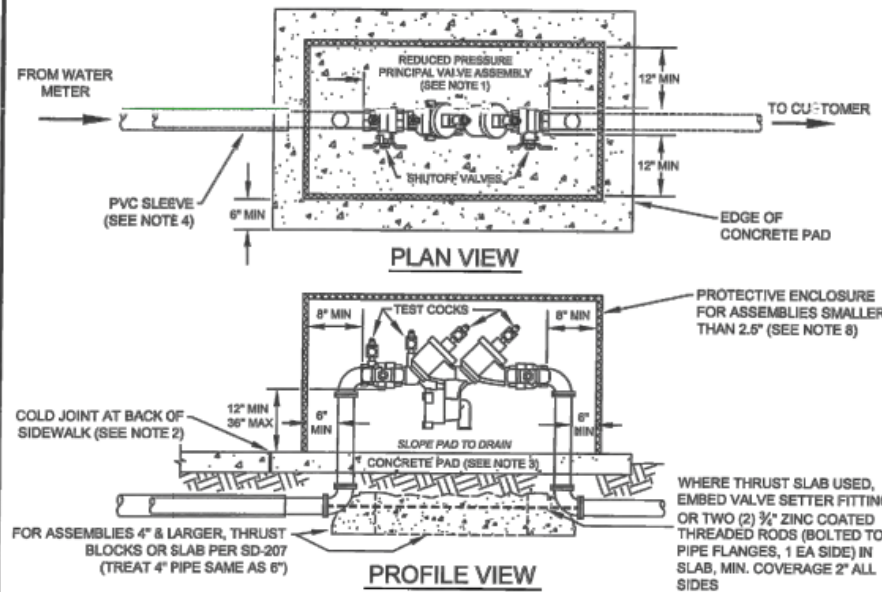 FROM WATER
METER
REDUCED PRESSURE
PRINCIPAL VALVE ASSEMBLY
(SEE NOTE 1)
12" MIN
TO CUSTOMER
SHUTOFF VALVES
12" MIN
PVC SLEEVE
(SEE NOTE 4)
6" MIN
EDGE OF
CONCRETE PAD
PLAN VIEW
8" MIN
TEST COCKS
8" MIN
PROTECTIVE ENCLOSURE
FOR ASSEMBLIES SMALLER
THAN 2.5" (SEE NOTE 8)
12" MIN
36" MAX
6"
MIN
6"
MIN
COLD JOINT AT BACK OF
SIDEWALK (SEE NOTE 2)
SLOPE PAD TO DRAIN
CONCRETE PAD (SEE NOTE 3)
FOR ASSEMBLIES 4" & LARGER, THRUST
BLOCKS OR SLAB PER SD-207
(TREAT 4" PIPE SAME AS 6")
WHERE THRUST SLAB USED,
EMBED VALVE SETTER FITTING
OR TWO (2) ¾" ZINC COATED
THREADED RODS (BOLTED TO
PIPE FLANGES, 1 EA SIDE) IN
SLAB, MIN. COVERAGE 2" ALL
SIDES
PROFILE VIEW